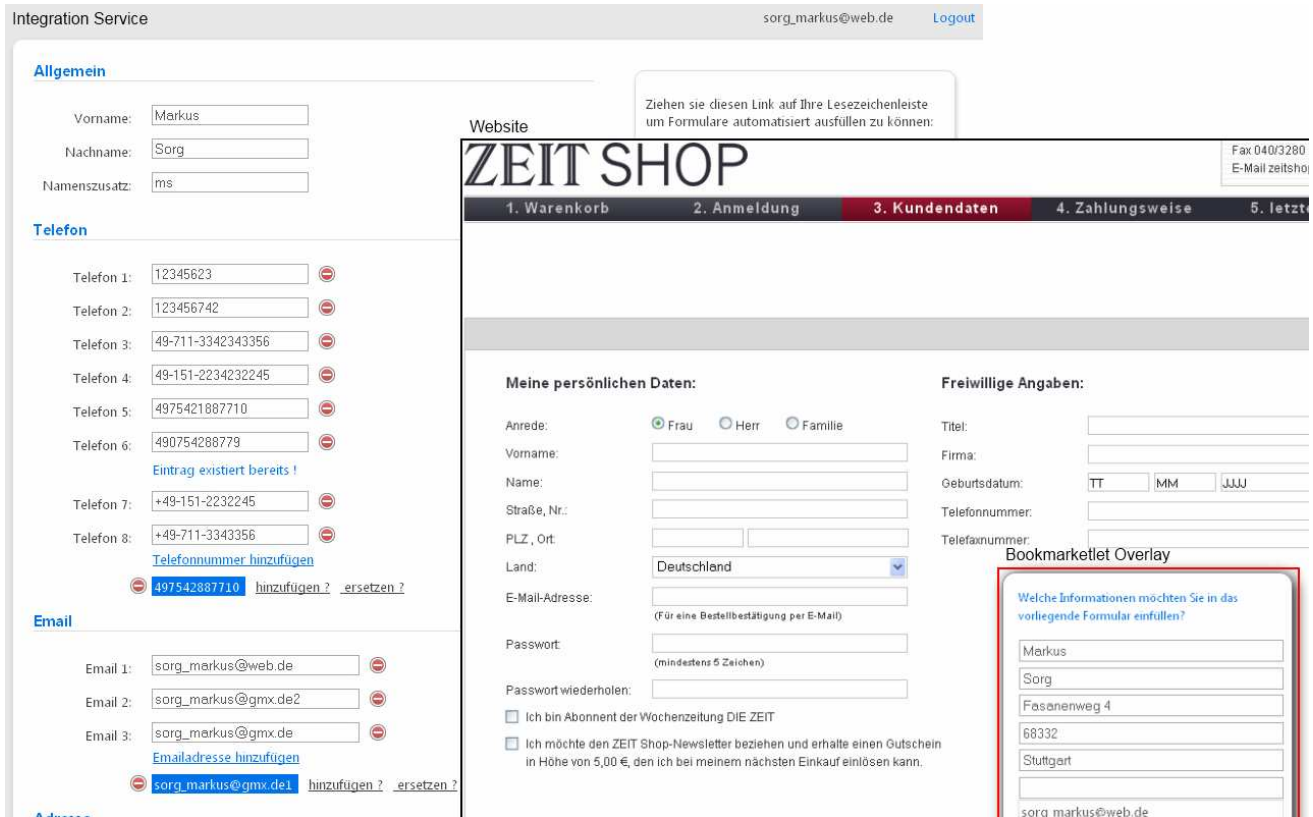 Integration Service
sorg_markus@web.de Logout
Allgemein
Vorname: Markus
Nachname: Sorg
Namenszusatz: ms
Telefon
Telefon 1: 12345623
Telefon 2: 123456742
Telefon 3: 49-711-3342343356
Telefon 4: 49-151-2234232245
Telefon 5: 4975421887710
Telefon 6: 490754288779
Eintrag existiert bereits !
Telefon 7: +49-151-2232245
Telefon 8: +49-711-3343356
Telefonnummer hinzufügen
497542887710 hinzufügen ? ersetzen ?
Email
Email 1: sorg_markus@web.de
Email 2: sorg_markus@gmx.de2
Email 3: sorg_markus@gmx.de
Emailadresse hinzufügen
sorg_markus@gmx.de1 hinzufügen ? ersetzen ?
Ziehen sie diesen Link auf Ihre Lesezeichenleiste
um Formulare automatisiert ausfüllen zu können:
Website
ZEIT SHOP
Fax 040/3280
E-Mail zeitshop
1. Warenkorb 2. Anmeldung 3. Kundendaten 4. Zahlungsweise 5. letzte
Meine persönlichen Daten:
Anrede: Frau Herr Familie
Vorname:
Name:
Straße, Nr.:
PLZ , Ort:
Land: Deutschland
E-Mail-Adresse:
(Für eine Bestellbestätigung per E-Mail)
Passwort:
(mindestens 5 Zeichen)
Passwort wiederholen:
Ich bin Abonnent der Wochenzeitung DIE ZEIT
Ich möchte den ZEIT Shop-Newsletter beziehen und erhalte einen Gutschein
in Höhe von 5,00 €, den ich bei meinem nächsten Einkauf einlösen kann.
Freiwillige Angaben:
Titel:
Firma:
Geburtsdatum: TT MM JJJJ
Telefonnummer:
Telefaxnummer:
Bookmarketlet Overlay
Welche Informationen möchten Sie in das
vorliegende Formular einfüllen?
Markus
Sorg
Fasanenweg 4
68332
Stuttgart
sorg_markus@web.de